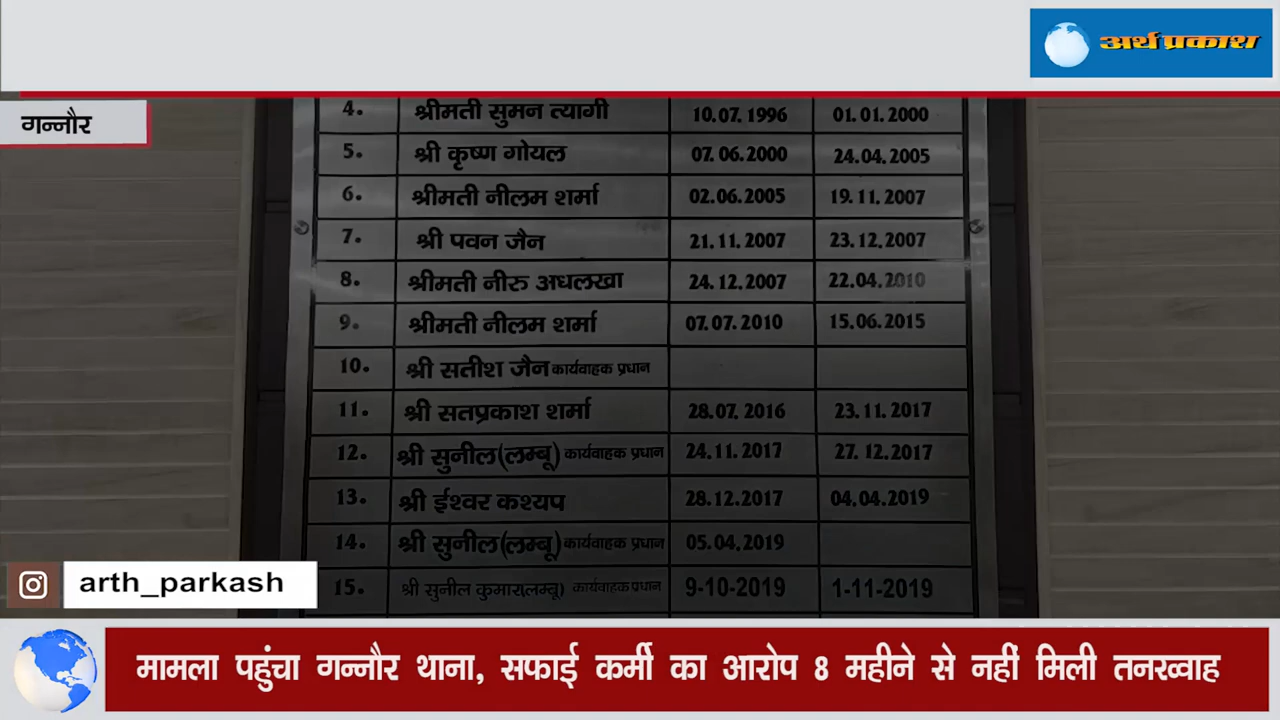 अर्थ प्रकाश
गन्नौर
4. श्रीमती सुमन त्यागी 10.07.1996 01.01.2000
5. श्री कृष्ण गोयल 07.06.2000 24.04.2005
6. श्रीमती नीलम शर्मा 02.06.2005 19.11.2007
7. श्री पवन जैन 21.11.2007 23.12.2007
8. श्रीमती नीरु अधलखा 24.12.2007 22.04.2010
9. श्रीमती नीलम शर्मा 07.07.2010 15.06.2015
10. श्री सतीश जैन कार्यवाहक प्रधान
11. श्री सतप्रकाश शर्मा 28.07.2016 23.11.2017
12. श्री सुनील(लम्बू) कार्यवाहक प्रधान 24.11.2017 27.12.2017
13. श्री ईश्वर कश्यप 28.12.2017 04.04.2019
14. श्री सुनील(लम्बू) कार्यवाहक प्रधान 05.04.2019
15. श्री सुनील कुमार(लम्बू) कार्यवाहक प्रधान 9-10-2019 1-11-2019
arth_parkash
मामला पहुंचा गन्नौर थाना, सफाई कर्मी का आरोप 8 महीने से नहीं मिली तनख्वाह